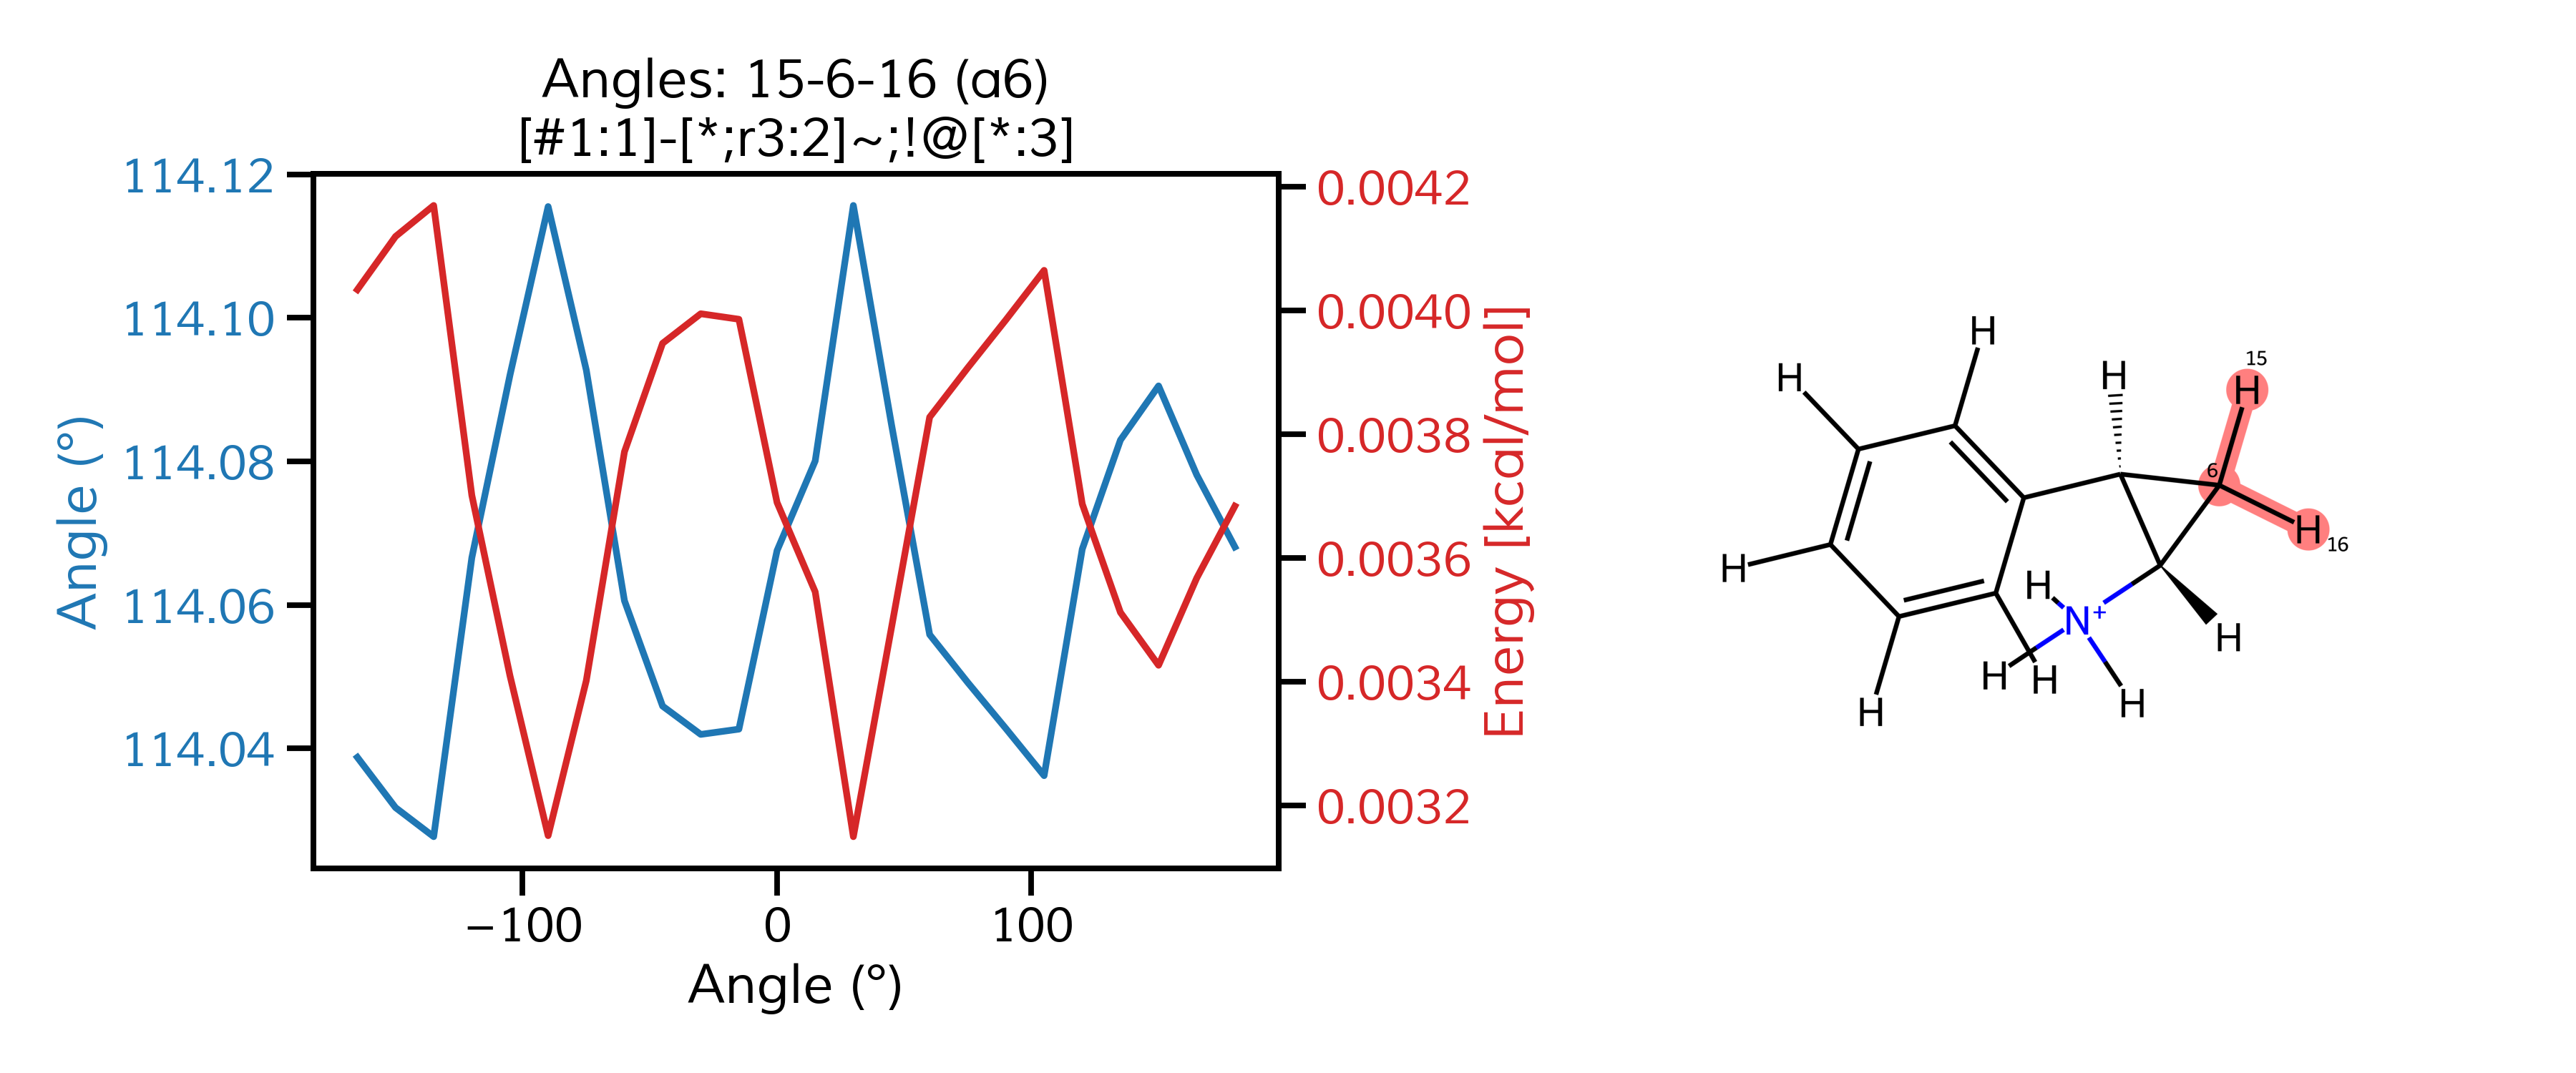 Angles: 15-6-16 (a6)
[#1:1]-[*;r3:2]~;!@[*:3]
114.12
114.10
114.08
114.06
114.04
Angle (°)
0.0042
0.0040
0.0038
0.0036
0.0034
0.0032
Energy [kcal/mol]
−100
0
100
Angle (°)
H
H
H
15
H
H
6
H
16
H
H
N+
H
H
H
H
H